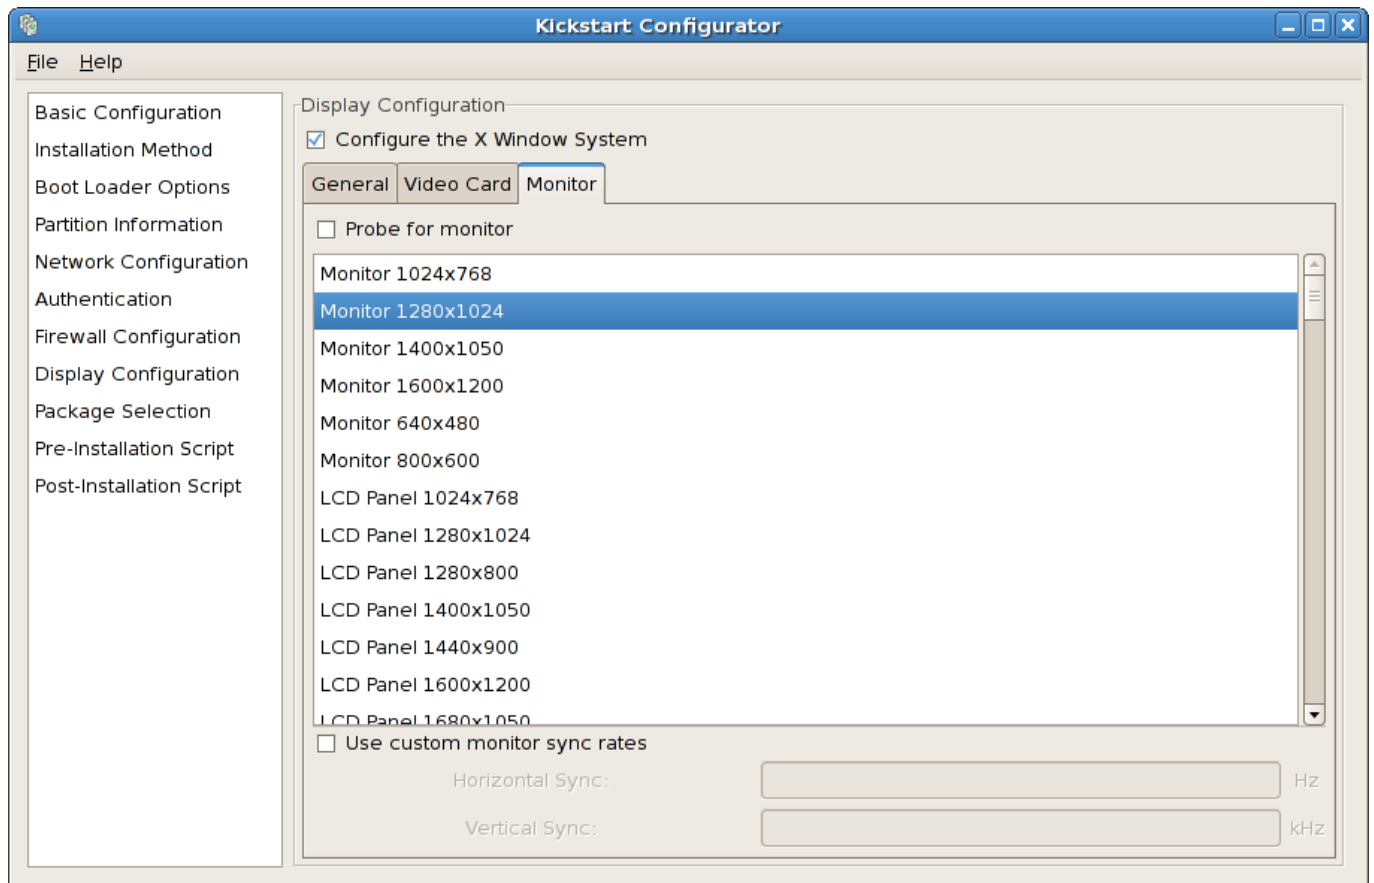 Kickstart Configurator
File Help
Basic Configuration
Installation Method
Boot Loader Options
Partition Information
Network Configuration
Authentication
Firewall Configuration
Display Configuration
Package Selection
Pre-Installation Script
Post-Installation Script
Display Configuration
Configure the X Window System
General Video Card Monitor
Probe for monitor
Monitor 1024x768
Monitor 1280x1024
Monitor 1400x1050
Monitor 1600x1200
Monitor 640x480
Monitor 800x600
LCD Panel 1024x768
LCD Panel 1280x1024
LCD Panel 1280x800
LCD Panel 1400x1050
LCD Panel 1440x900
LCD Panel 1600x1200
LCD Panel 1680x1050
Use custom monitor sync rates
Horizontal Sync: Hz
Vertical Sync: kHz